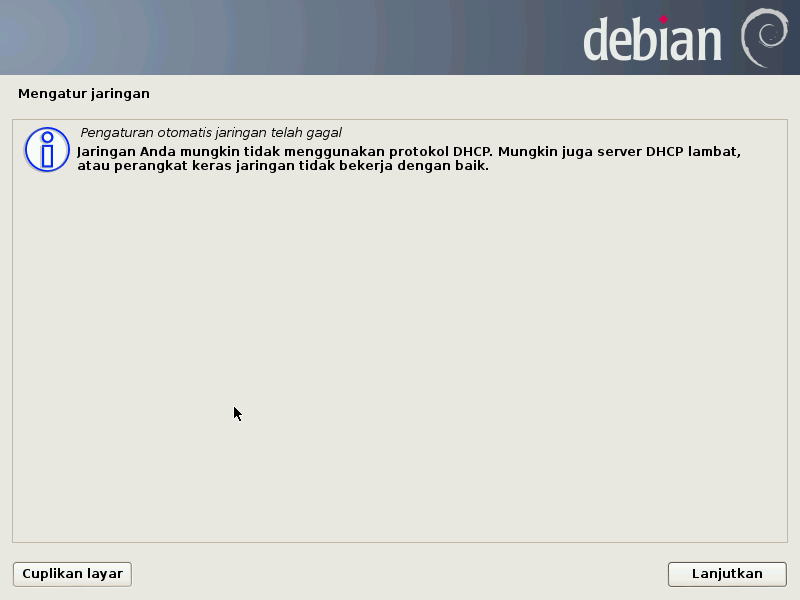 debian
Mengatur jaringan
Pengaturan otomatis jaringan telah gagal
Jaringan Anda mungkin tidak menggunakan protokol DHCP. Mungkin juga server DHCP lambat,
atau perangkat keras jaringan tidak bekerja dengan baik.
Cuplikan layar
Lanjutkan